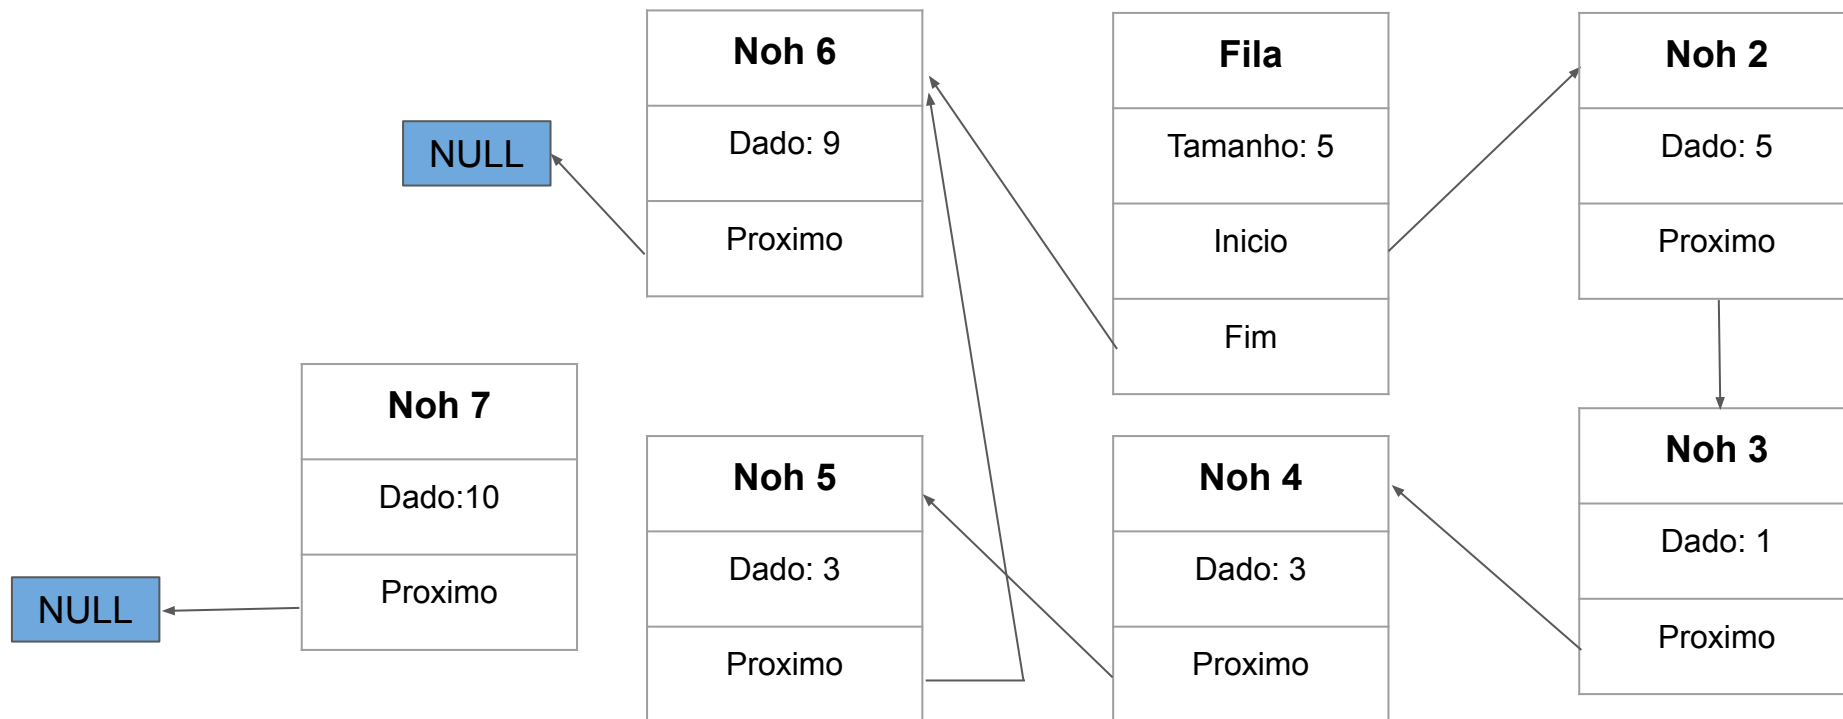 Noh 6
Dado: 9
Proximo
NULL
Fila
Tamanho: 5
Inicio
Fim
Noh 2
Dado: 5
Proximo
Noh 7
Dado:10
Proximo
NULL
Noh 5
Dado: 3
Proximo
Noh 4
Dado: 3
Proximo
Noh 3
Dado: 1
Proximo